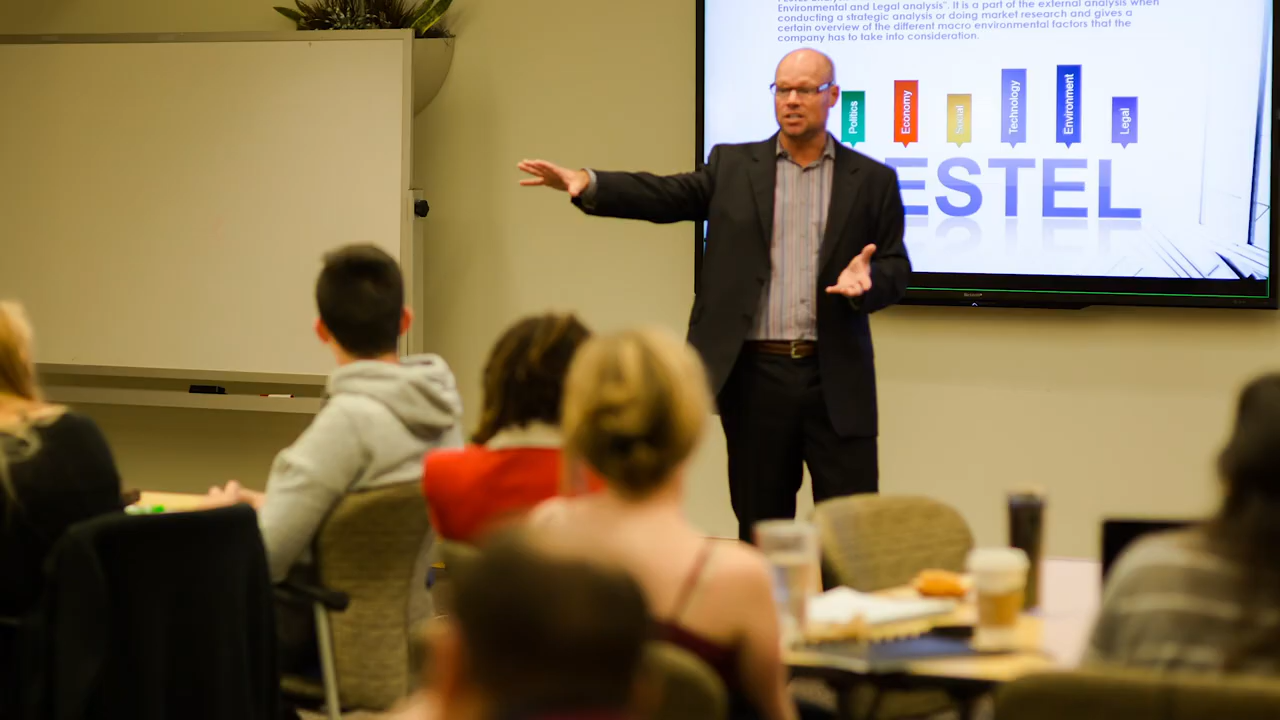 Environmental and Legal analysis". It is a part of the external analysis when
conducting a strategic analysis or doing market research and gives a
certain overview of the different macro environmental factors that the
company has to take into consideration.
Politics
Economy
Social
Technology
Environment
Legal
ESTEL